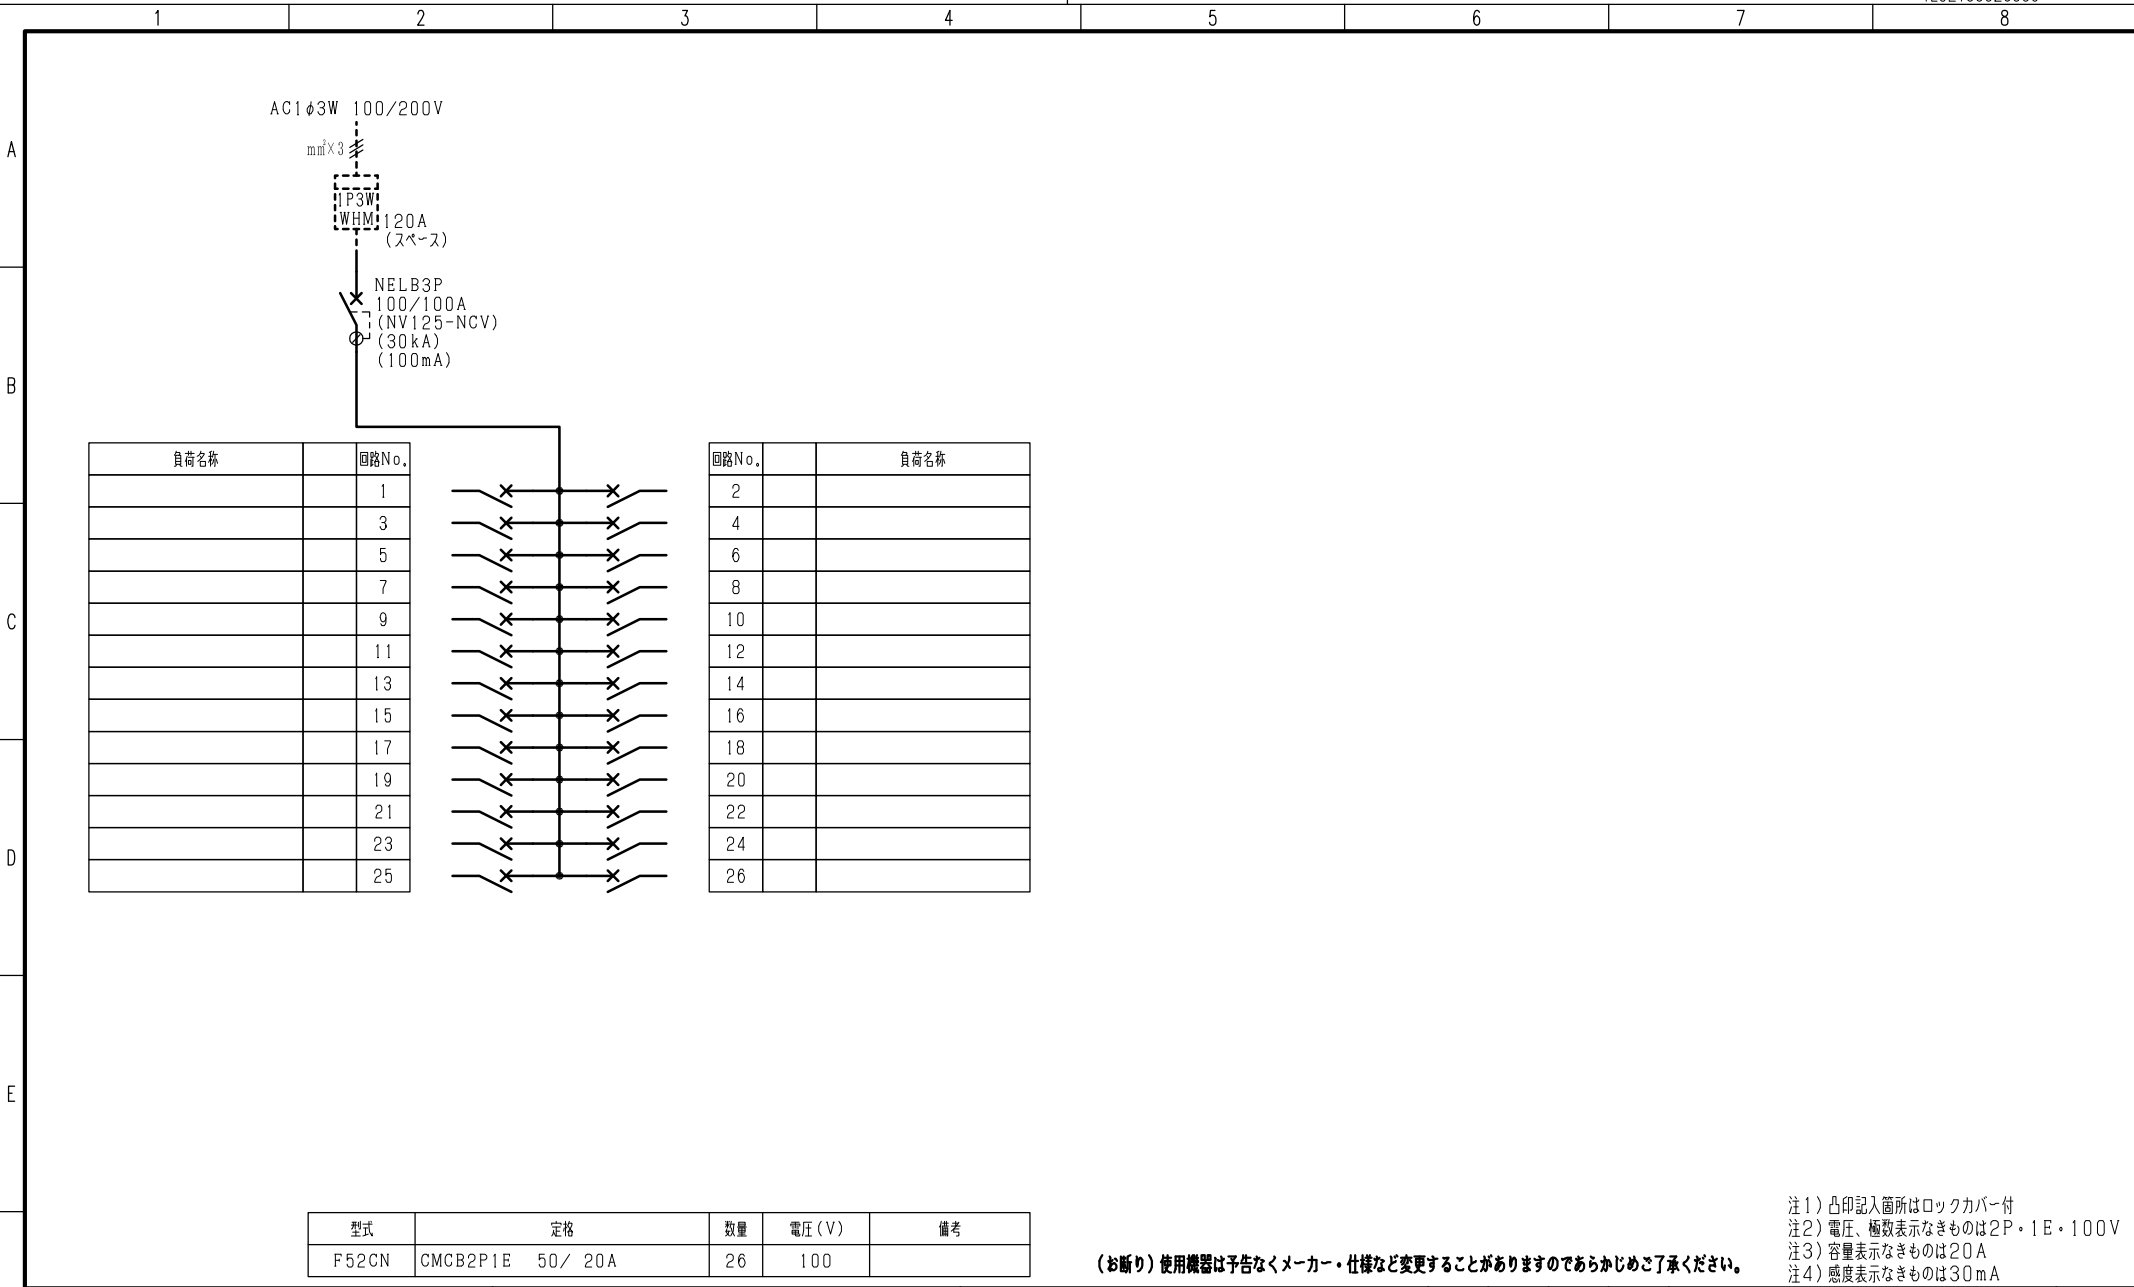 1 2 3 4 5 6 7 8
A
B
C
D
E
AC1φ3W 100/200V
mm²×3
1P3W
WHM
120A
(スペース)
NELB3P
100/100A
(NV125-NCV)
(30kA)
(100mA)
負荷名称 回路No. 回路No. 負荷名称
1 2
3 4
5 6
7 8
9 10
11 12
13 14
15 16
17 18
19 20
21 22
23 24
25 26
型式 定格 数量 電圧(V) 備考
F52CN CMCB2P1E 50/ 20A 26 100
(お断り)使用機器は予告なくメーカー・仕様など変更することがありますのであらかじめご了承ください。
注1)凸印記入箇所はロックカバー付
注2)電圧、極数表示なきものは2P・1E・100V
注3)容量表示なきものは20A
注4)感度表示なきものは30mA